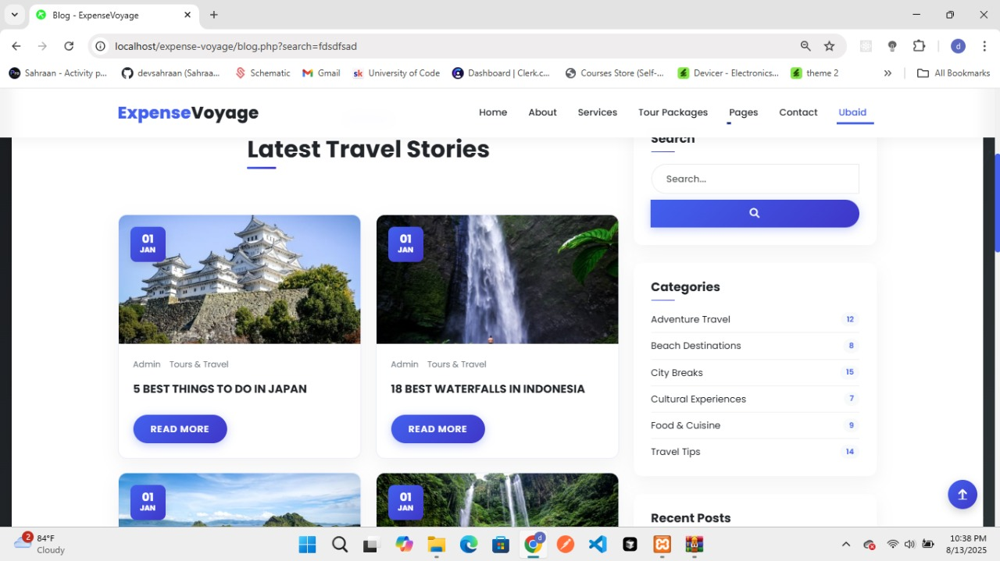 Blog - ExpenseVoyage
localhost/expense-voyage/blog.php?search=fdsdfsad
d
Sahraan - Activity p...
devsahraan (Sahraa...
Schematic
Gmail
sk University of Code
Dashboard | Clerk.c...
Courses Store (Self-...
Devicer - Electronics...
theme 2
All Bookmarks
ExpenseVoyage
Home
About
Services
Tour Packages
Pages
Contact
Ubaid
Latest Travel Stories
01
JAN
Admin Tours & Travel
5 BEST THINGS TO DO IN JAPAN
READ MORE
01
JAN
Admin Tours & Travel
18 BEST WATERFALLS IN INDONESIA
READ MORE
01
JAN
01
JAN
Search
Search...
Categories
Adventure Travel 12
Beach Destinations 8
City Breaks 15
Cultural Experiences 7
Food & Cuisine 9
Travel Tips 14
Recent Posts
2
84°F
Cloudy
d
10:38 PM
8/13/2025